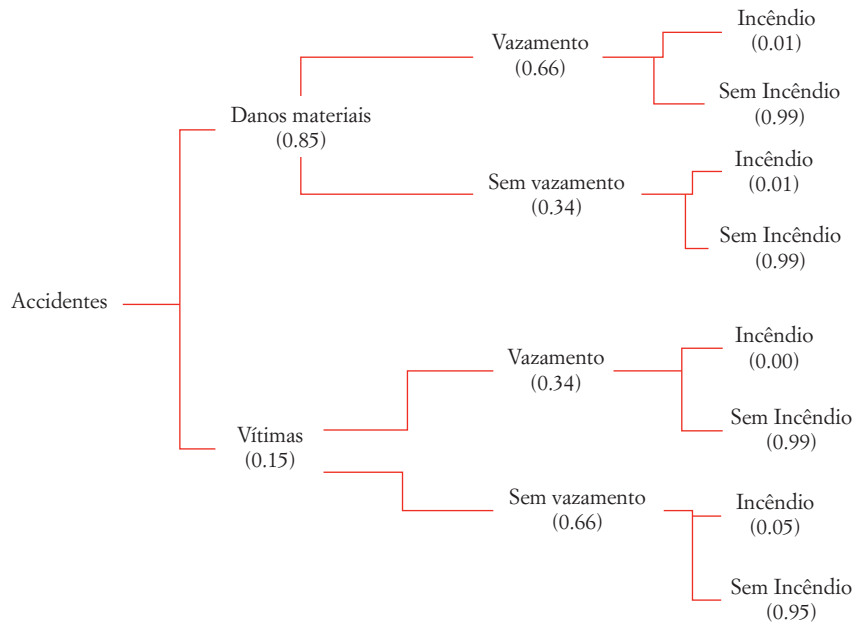 Accidentes
Danos materiais
(0.85)
Vazamento
(0.66)
Incêndio
(0.01)
Sem Incêndio
(0.99)
Sem vazamento
(0.34)
Incêndio
(0.01)
Sem Incêndio
(0.99)
Vítimas
(0.15)
Vazamento
(0.34)
Incêndio
(0.00)
Sem Incêndio
(0.99)
Sem vazamento
(0.66)
Incêndio
(0.05)
Sem Incêndio
(0.95)